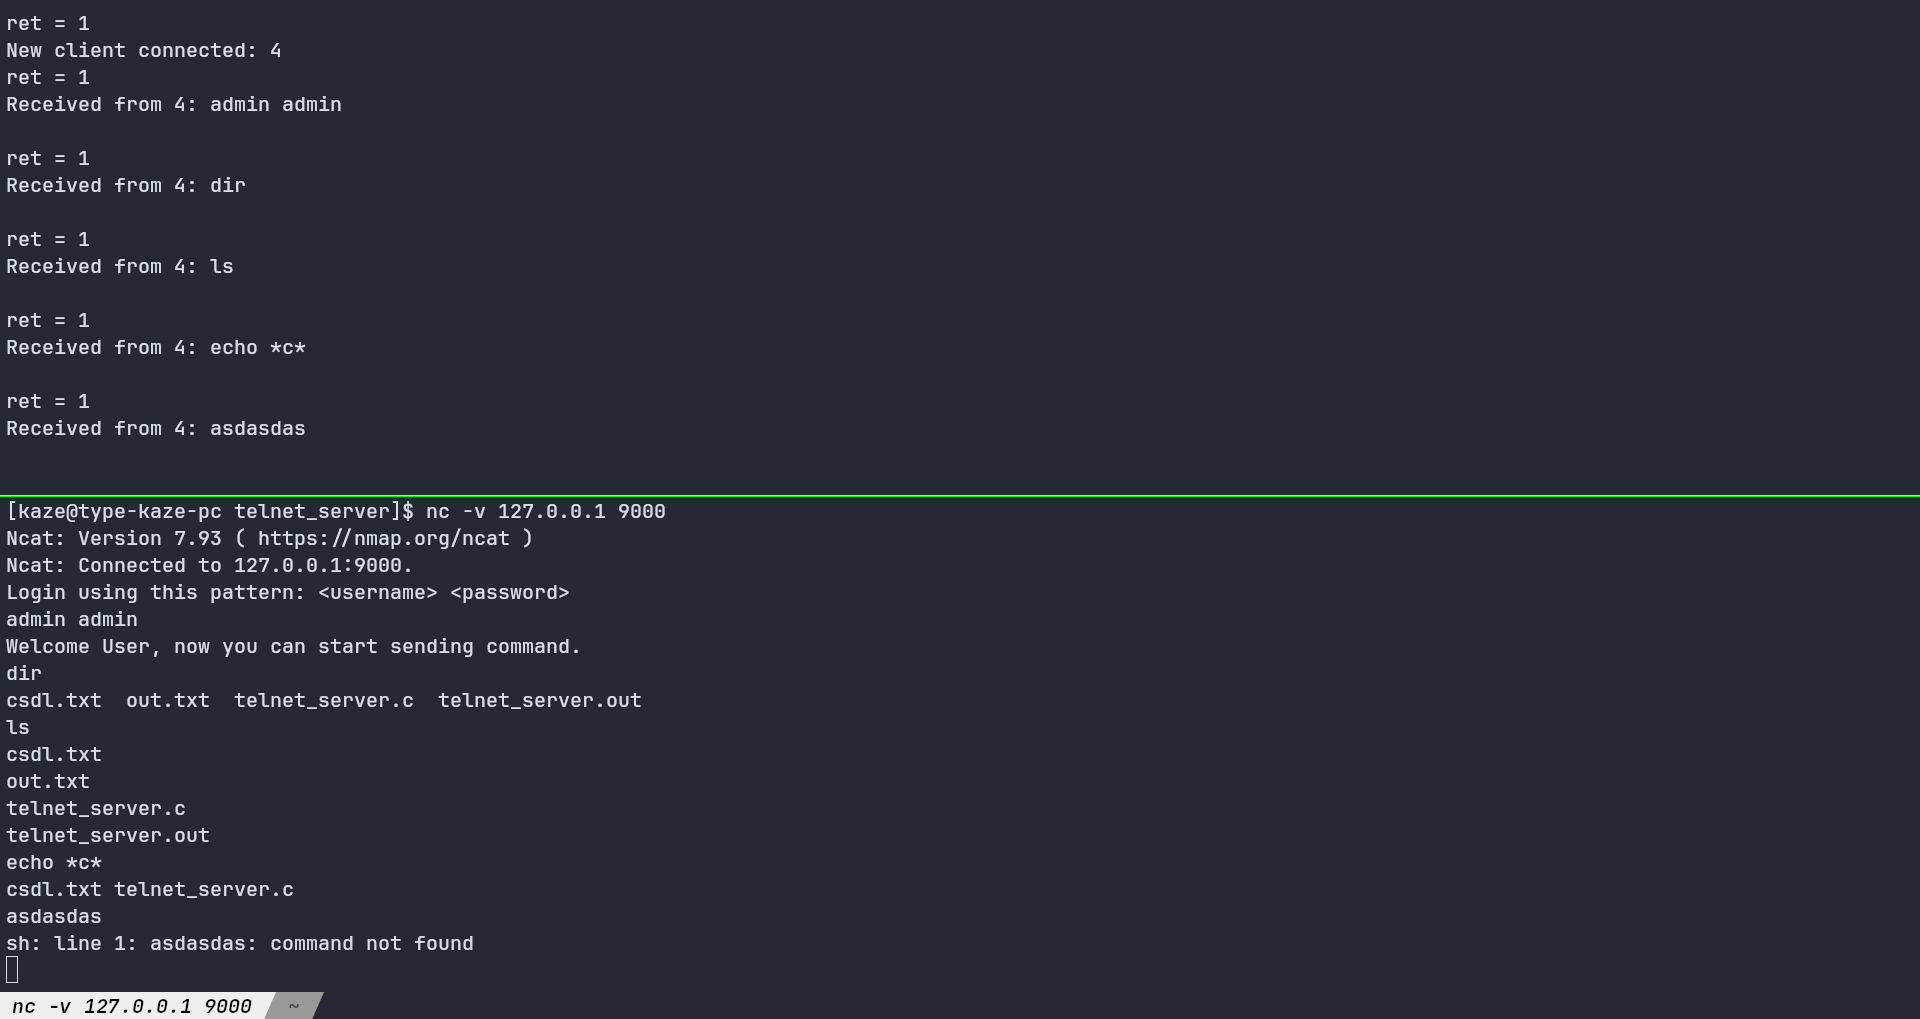 ret = 1
New client connected: 4
ret = 1
Received from 4: admin admin
ret = 1
Received from 4: dir
ret = 1
Received from 4: ls
ret = 1
Received from 4: echo *c*
ret = 1
Received from 4: asdasdas
[kaze@type-kaze-pc telnet_server]$ nc -v 127.0.0.1 9000
Ncat: Version 7.93 ( https://nmap.org/ncat )
Ncat: Connected to 127.0.0.1:9000.
Login using this pattern: <username> <password>
admin admin
Welcome User, now you can start sending command.
dir
csdl.txt  out.txt  telnet_server.c  telnet_server.out
ls
csdl.txt
out.txt
telnet_server.c
telnet_server.out
echo *c*
csdl.txt telnet_server.c
asdasdas
sh: line 1: asdasdas: command not found
nc -v 127.0.0.1 9000 ~